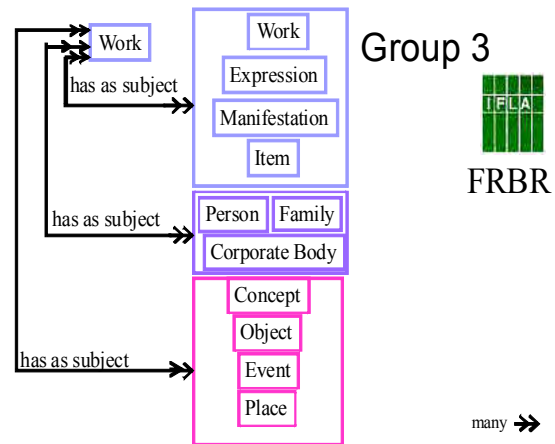 Work
Work
Group 3
has as subject
Expression
Manifestation
Item
IFLA
FRBR
has as subject
Person
Family
Corporate Body
Concept
Object
has as subject
Event
Place
many